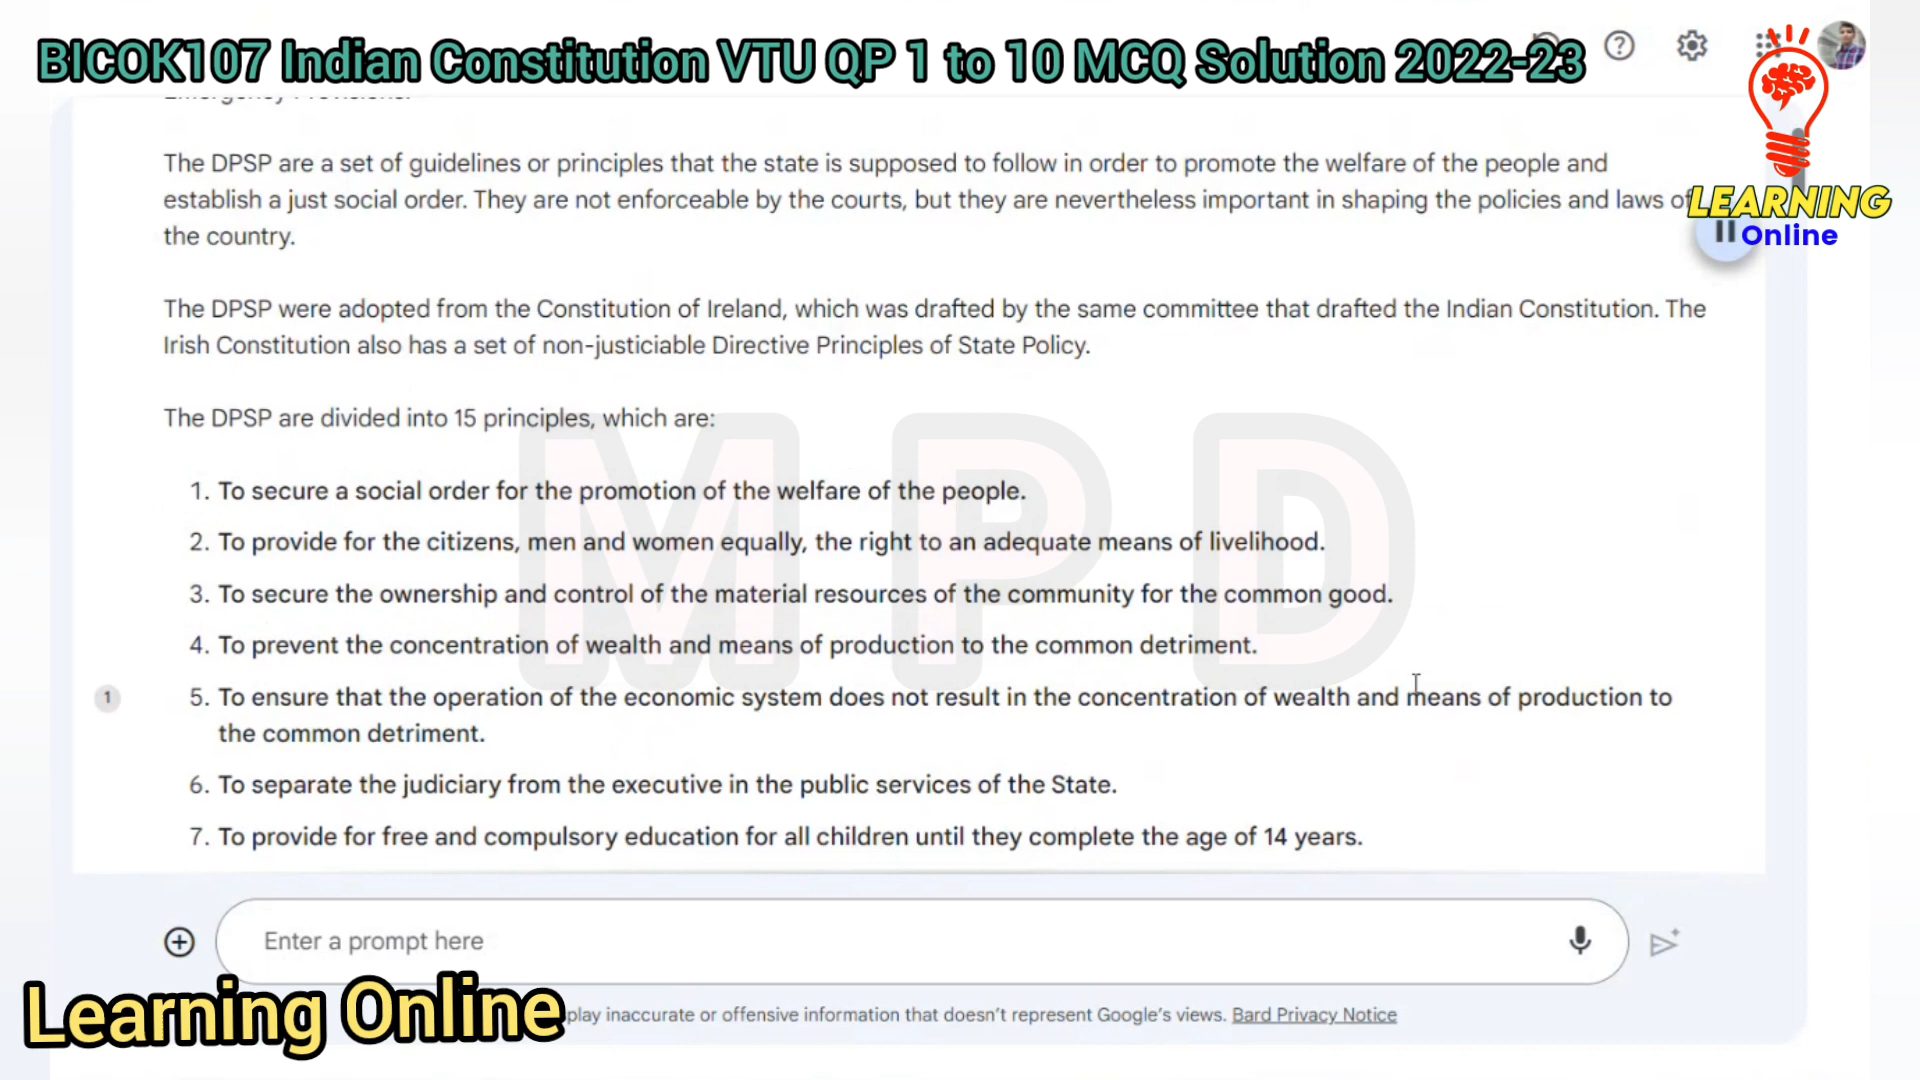 BICOK107 Indian Constitution VTU QP 1 to 10 MCQ Solution 2022-23
The DPSP are a set of guidelines or principles that the state is supposed to follow in order to promote the welfare of the people and
establish a just social order. They are not enforceable by the courts, but they are nevertheless important in shaping the policies and laws of
the country.
LEARNING
Online
The DPSP were adopted from the Constitution of Ireland, which was drafted by the same committee that drafted the Indian Constitution. The
Irish Constitution also has a set of non-justiciable Directive Principles of State Policy.
The DPSP are divided into 15 principles, which are:
MPD
1. To secure a social order for the promotion of the welfare of the people.
2. To provide for the citizens, men and women equally, the right to an adequate means of livelihood.
3. To secure the ownership and control of the material resources of the community for the common good.
4. To prevent the concentration of wealth and means of production to the common detriment.
1
5. To ensure that the operation of the economic system does not result in the concentration of wealth and means of production to
the common detriment.
6. To separate the judiciary from the executive in the public services of the State.
7. To provide for free and compulsory education for all children until they complete the age of 14 years.
Enter a prompt here
Learning Online
play inaccurate or offensive information that doesn't represent Google's views. Bard Privacy Notice